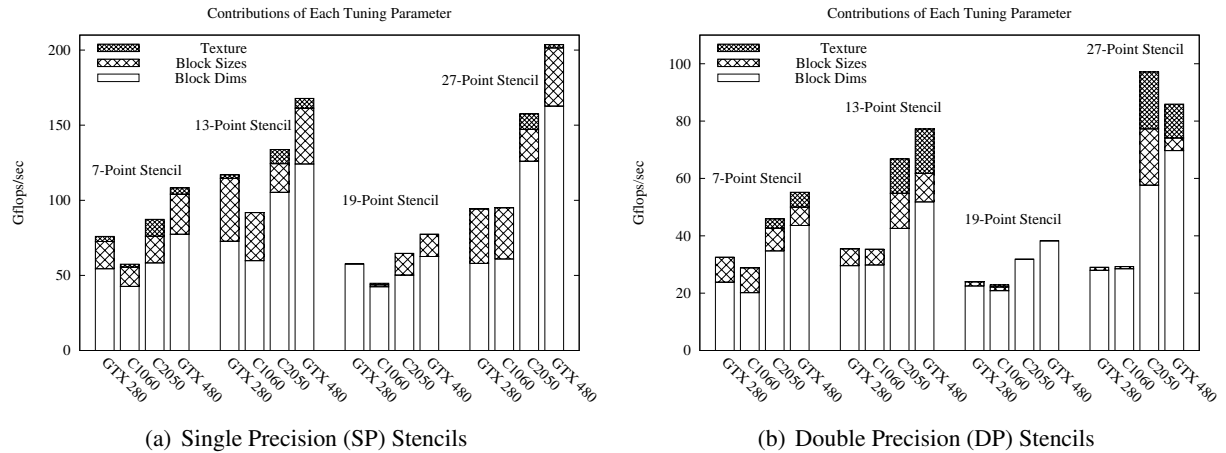 Contributions of Each Tuning Parameter
Texture
Block Sizes
Block Dims
7-Point Stencil
13-Point Stencil
19-Point Stencil
27-Point Stencil
Gflops/sec
200
150
100
50
0
GTX 280
C1060
C2050
GTX 480
GTX 280
C1060
C2050
GTX 480
GTX 280
C1060
C2050
GTX 480
GTX 280
C1060
C2050
GTX 480
(a) Single Precision (SP) Stencils
Contributions of Each Tuning Parameter
Texture
Block Sizes
Block Dims
7-Point Stencil
13-Point Stencil
19-Point Stencil
27-Point Stencil
Gflops/sec
100
80
60
40
20
0
GTX 280
C1060
C2050
GTX 480
GTX 280
C1060
C2050
GTX 480
GTX 280
C1060
C2050
GTX 480
GTX 280
C1060
C2050
GTX 480
(b) Double Precision (DP) Stencils